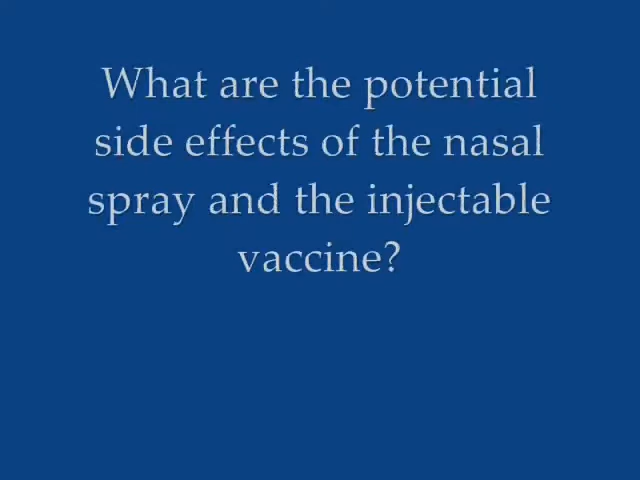 What are the potential
side effects of the nasal
spray and the injectable
vaccine?